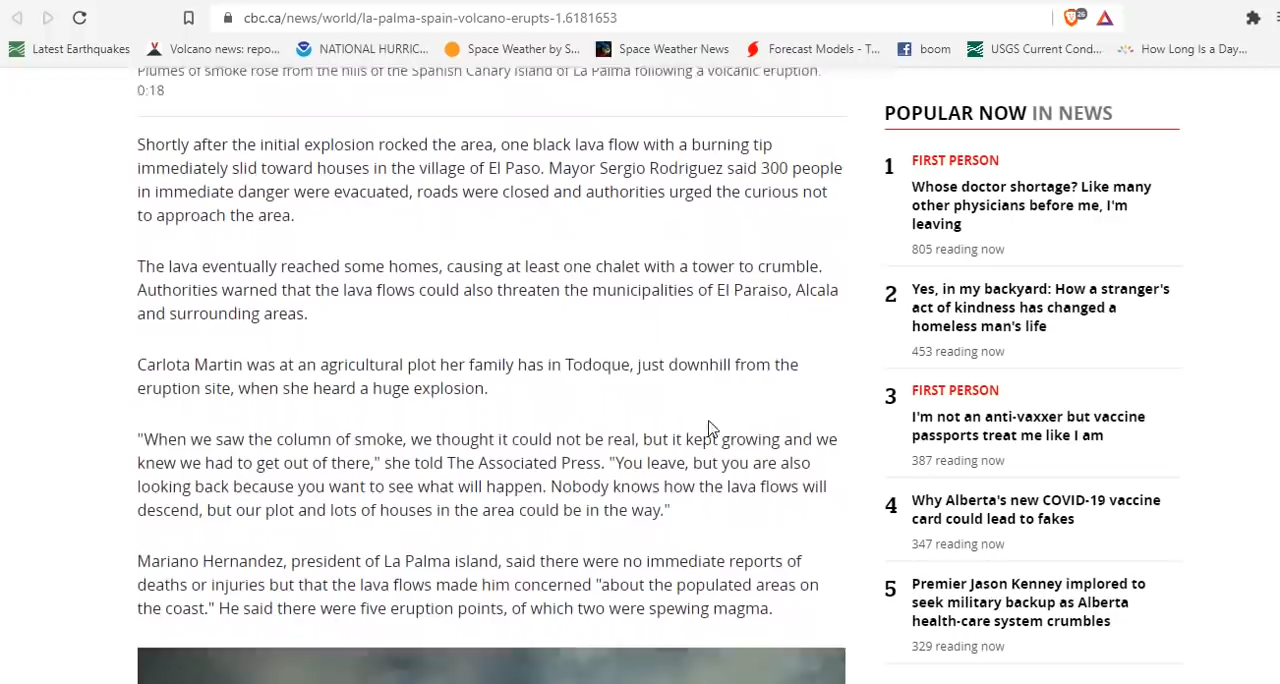 cbc.ca/news/world/la-palma-spain-volcano-erupts-1.6181653
26
Latest Earthquakes
Volcano news: repo...
NATIONAL HURRIC...
Space Weather by S...
Space Weather News
Forecast Models - T...
boom
USGS Current Cond...
How Long Is a Day...
Plumes of smoke rose from the hills of the Spanish Canary Island of La Palma following a volcanic eruption.
0:18
Shortly after the initial explosion rocked the area, one black lava flow with a burning tip
immediately slid toward houses in the village of El Paso. Mayor Sergio Rodriguez said 300 people
in immediate danger were evacuated, roads were closed and authorities urged the curious not
to approach the area.
The lava eventually reached some homes, causing at least one chalet with a tower to crumble.
Authorities warned that the lava flows could also threaten the municipalities of El Paraiso, Alcala
and surrounding areas.
Carlota Martin was at an agricultural plot her family has in Todoque, just downhill from the
eruption site, when she heard a huge explosion.
"When we saw the column of smoke, we thought it could not be real, but it kept growing and we
knew we had to get out of there," she told The Associated Press. "You leave, but you are also
looking back because you want to see what will happen. Nobody knows how the lava flows will
descend, but our plot and lots of houses in the area could be in the way."
Mariano Hernandez, president of La Palma island, said there were no immediate reports of
deaths or injuries but that the lava flows made him concerned "about the populated areas on
the coast." He said there were five eruption points, of which two were spewing magma.
POPULAR NOW IN NEWS
1
FIRST PERSON
Whose doctor shortage? Like many
other physicians before me, I'm
leaving
805 reading now
2
Yes, in my backyard: How a stranger's
act of kindness has changed a
homeless man's life
453 reading now
3
FIRST PERSON
I'm not an anti-vaxxer but vaccine
passports treat me like I am
387 reading now
4
Why Alberta's new COVID-19 vaccine
card could lead to fakes
347 reading now
5
Premier Jason Kenney implored to
seek military backup as Alberta
health-care system crumbles
329 reading now